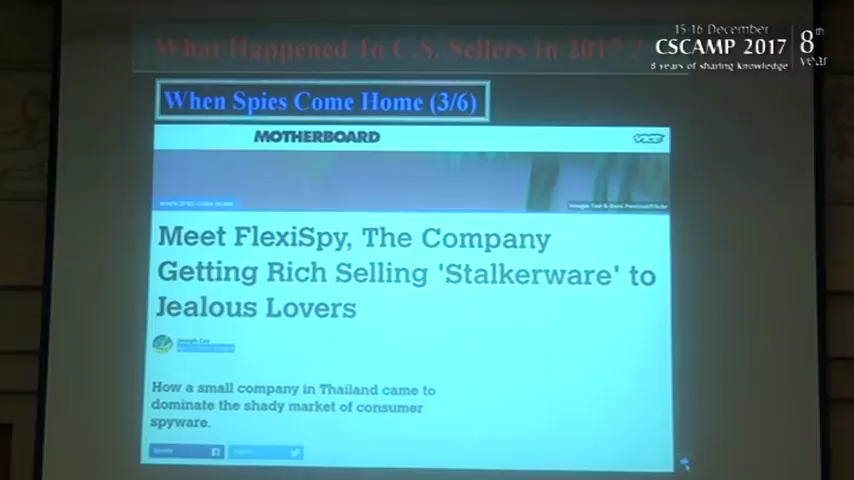 What Happened To C.S. Sellers in 2017 ?
15-16 December
CSCAMP 2017
8 years of sharing knowledge
8th
year
When Spies Come Home (3/6)
MOTHERBOARD
VICE
WHEN SPIES COME HOME
Meet FlexiSpy, The Company
Getting Rich Selling 'Stalkerware' to
Jealous Lovers
Joseph Cox
How a small company in Thailand came to
dominate the shady market of consumer
spyware.